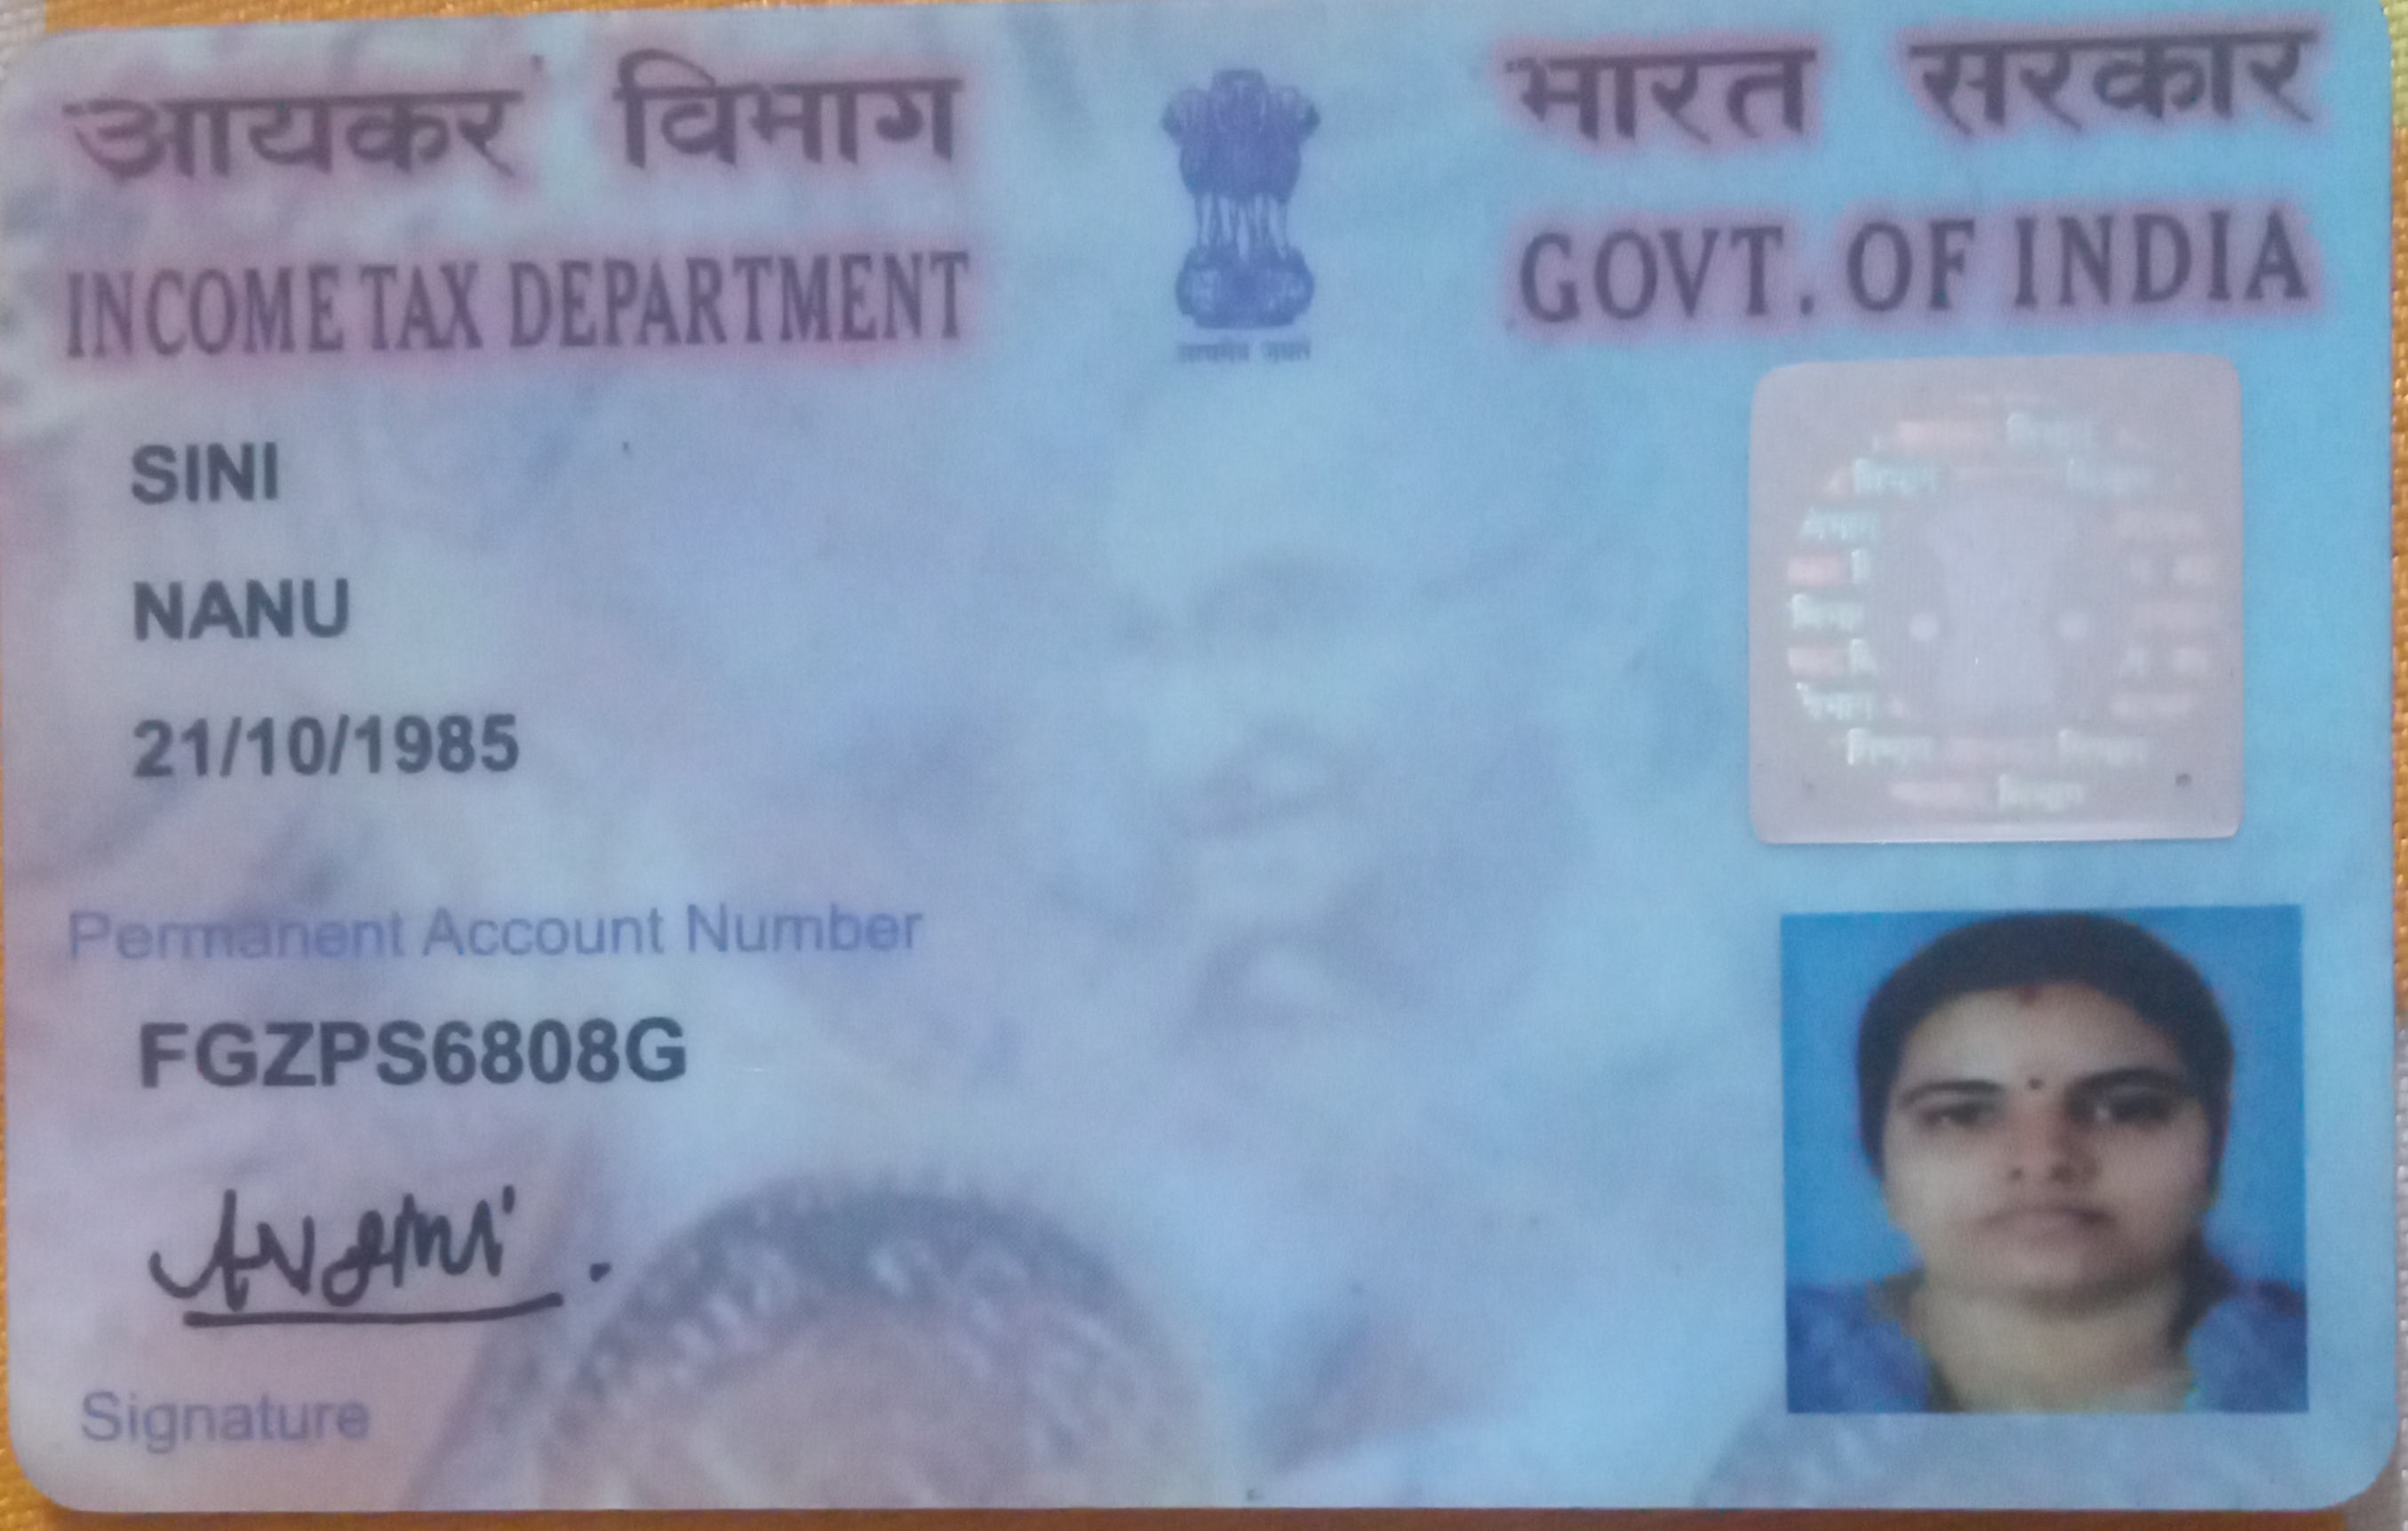 आयकर विभाग
भारत सरकार
INCOME TAX DEPARTMENT
GOVT. OF INDIA
सत्यमेव जयते
SINI
NANU
21/10/1985
Permanent Account Number
FGZPS6808G
Signature